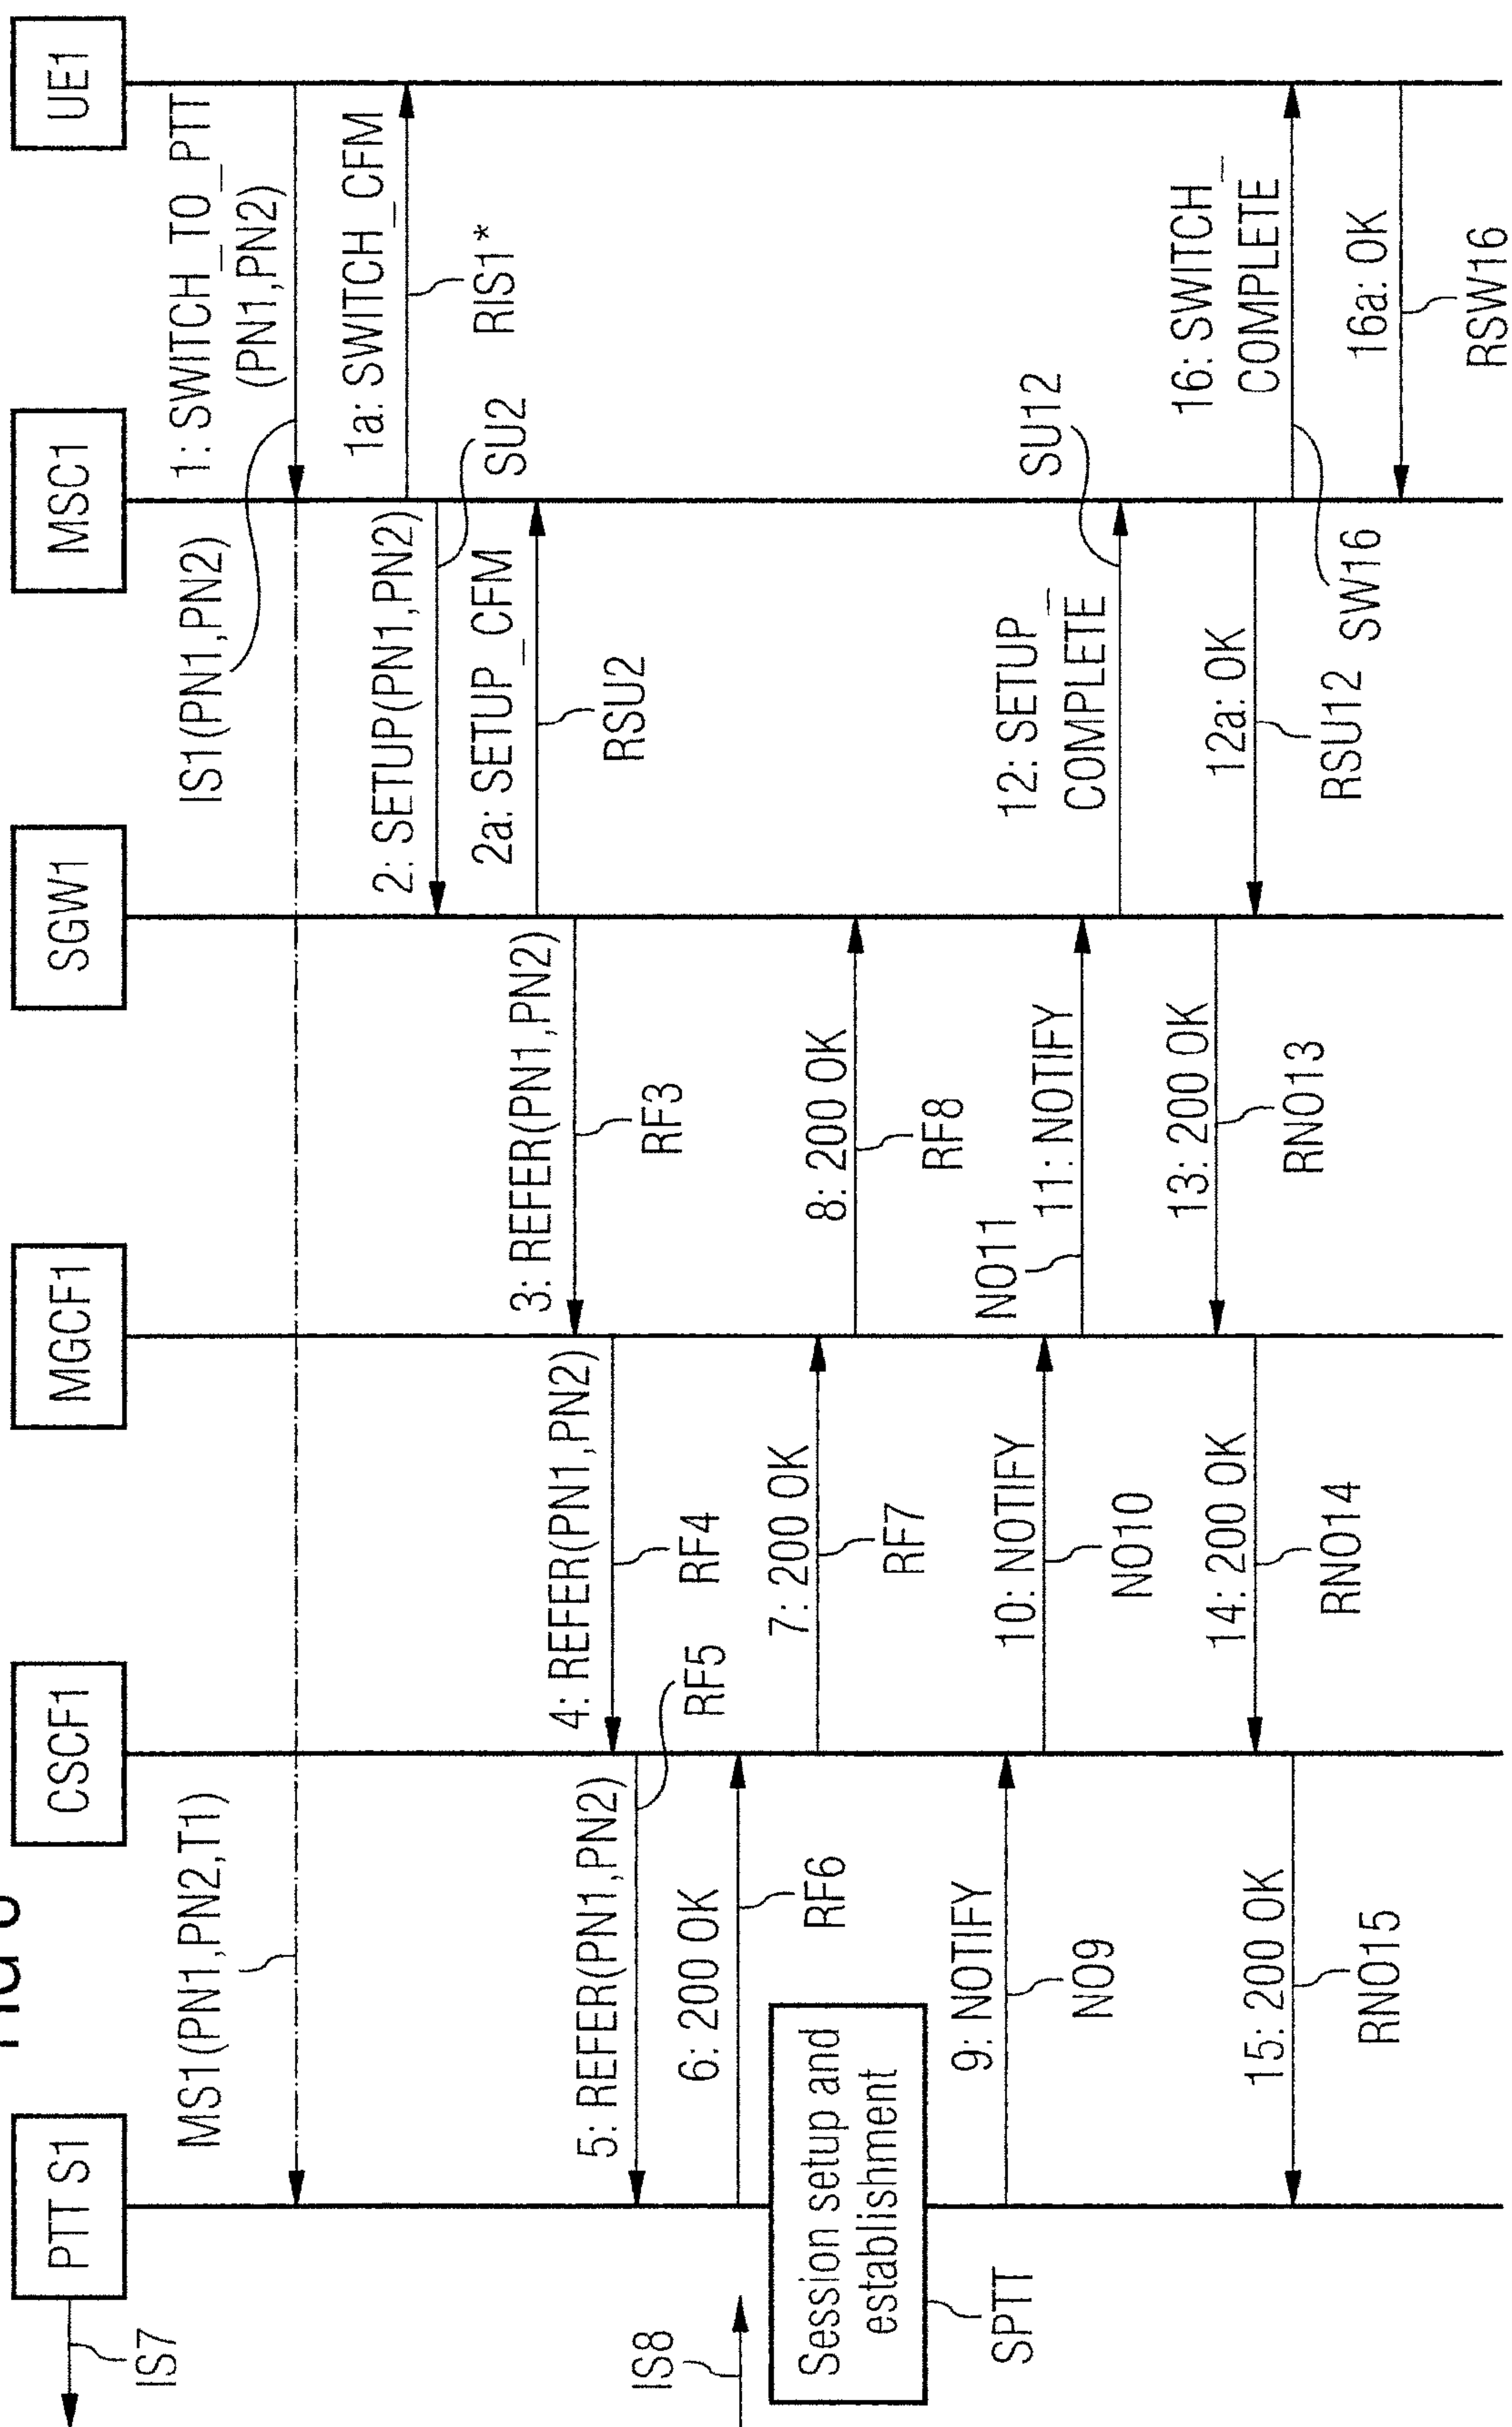 PTT S1
CSCF1
MGCF1
SGW1
MSC1
UE1
IS7
MS1(PN1,PN2,T1)
IS1(PN1,PN2)
1: SWITCH_TO_PTT
(PN1,PN2)
1a: SWITCH_CFM
RIS1*
2: SETUP(PN1,PN2)
SU2
2a: SETUP_CFM
RSU2
3: REFER(PN1,PN2)
RF3
4: REFER(PN1,PN2)
RF4
5: REFER(PN1,PN2)
RF5
6: 200 OK
RF6
IS8
Session setup and
establishment
SPTT
7: 200 OK
RF7
8: 200 OK
RF8
9: NOTIFY
NO9
10: NOTIFY
NO10
NO11
11: NOTIFY
SU12
12: SETUP_
COMPLETE
12a: OK
RSU12
13: 200 OK
RNO13
14: 200 OK
RNO14
15: 200 OK
RNO15
16: SWITCH_
COMPLETE
SW16
16a: OK
RSW16